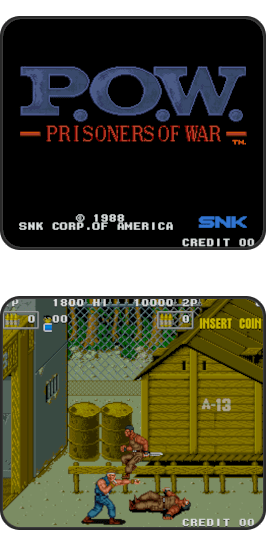 P.O.W.
PRISONERS OF WAR
TM.
© 1988
SNK CORP.OF AMERICA
SNK
CREDIT 00
P 1800 HI 10000 2P
0 00 0 INSERT COIN
A-13
CREDIT 00